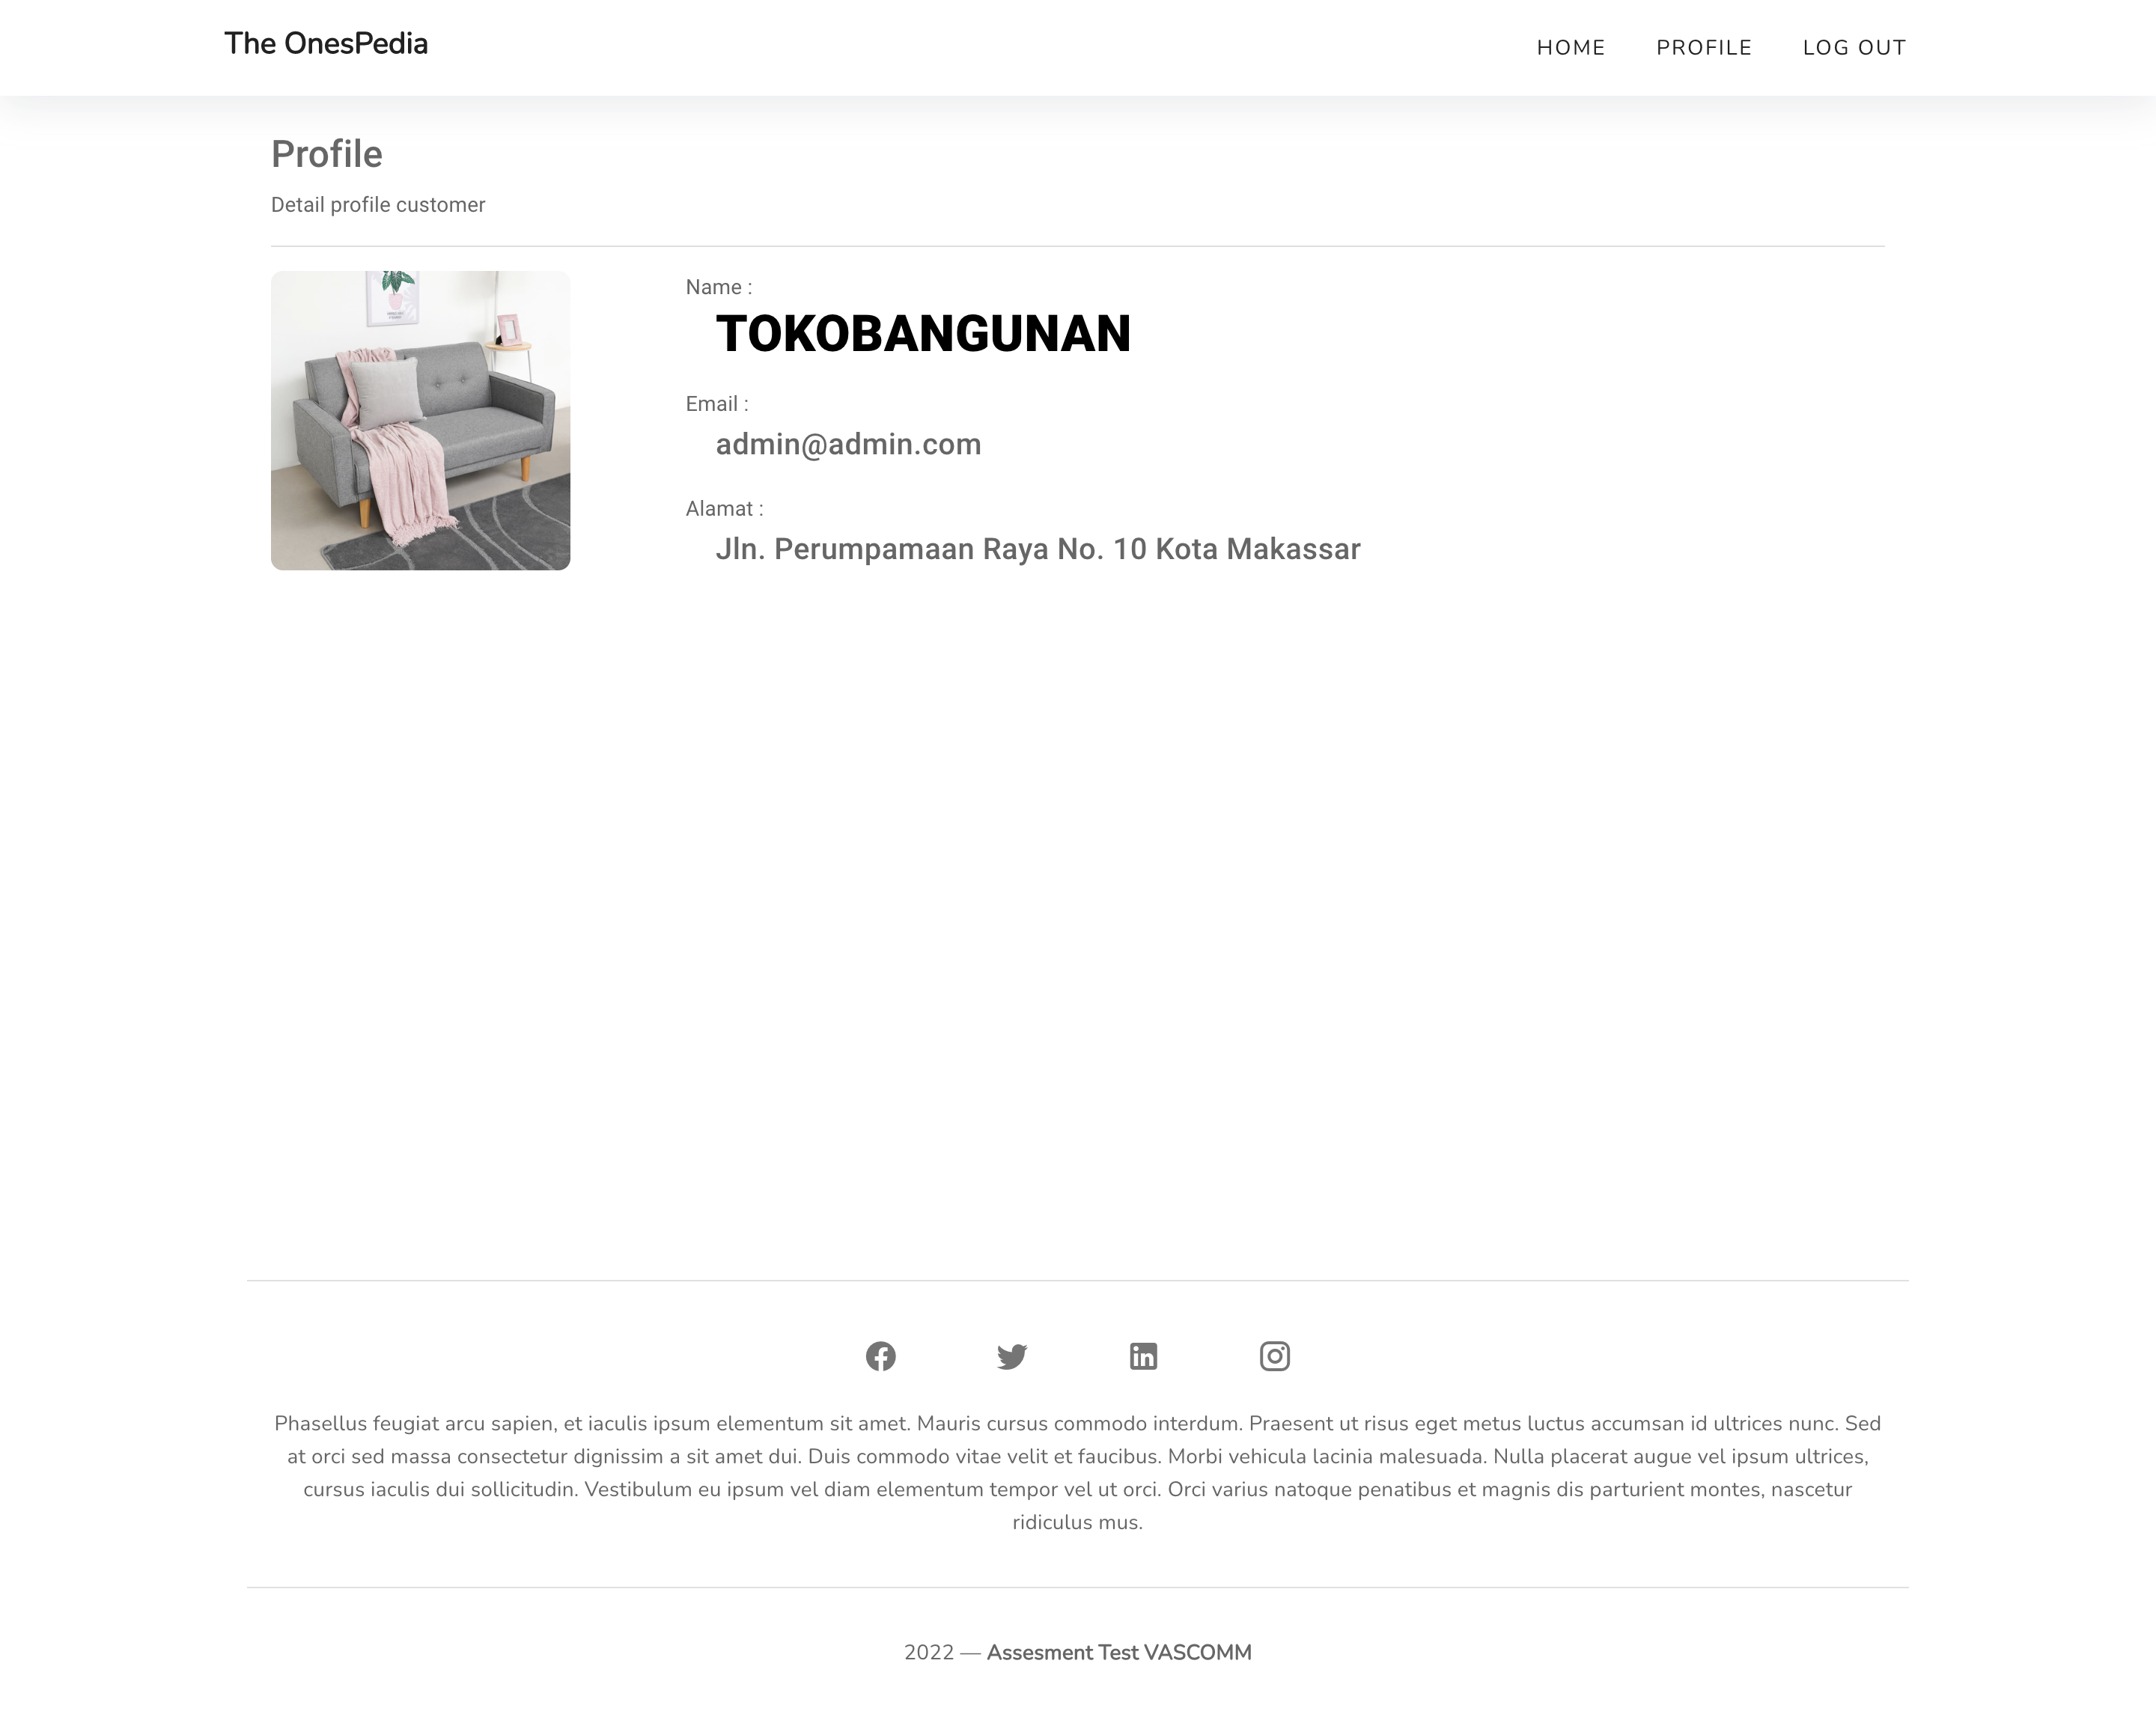 The OnesPedia
HOME PROFILE LOG OUT
Profile
Detail profile customer
Name :
TOKOBANGUNAN
Email :
admin@admin.com
Alamat :
Jln. Perumpamaan Raya No. 10 Kota Makassar
Phasellus feugiat arcu sapien, et iaculis ipsum elementum sit amet. Mauris cursus commodo interdum. Praesent ut risus eget metus luctus accumsan id ultrices nunc. Sed
at orci sed massa consectetur dignissim a sit amet dui. Duis commodo vitae velit et faucibus. Morbi vehicula lacinia malesuada. Nulla placerat augue vel ipsum ultrices,
cursus iaculis dui sollicitudin. Vestibulum eu ipsum vel diam elementum tempor vel ut orci. Orci varius natoque penatibus et magnis dis parturient montes, nascetur
ridiculus mus.
2022 — Assesment Test VASCOMM